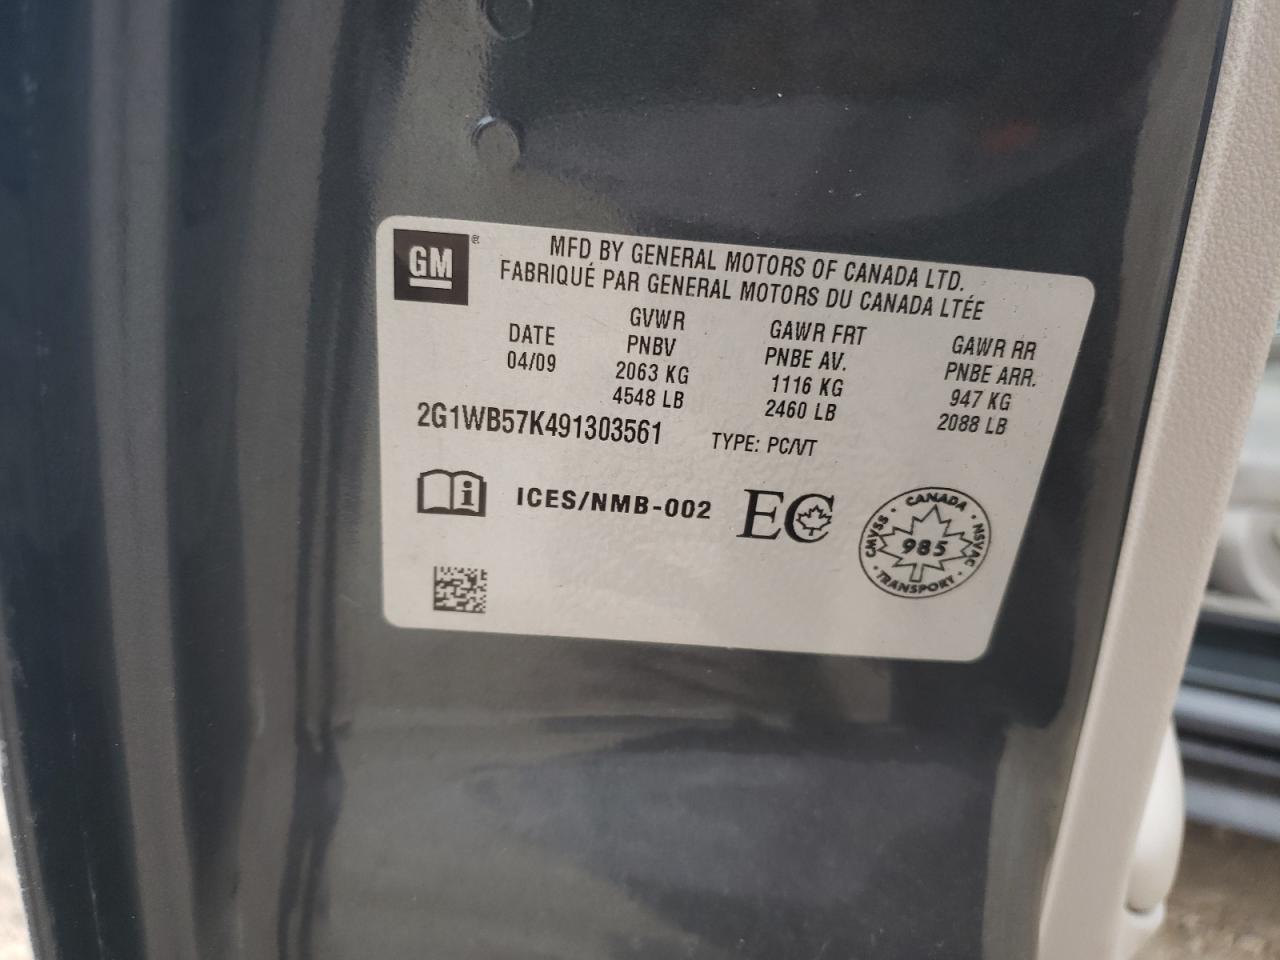 GM®
MFD BY GENERAL MOTORS OF CANADA LTD.
FABRIQUÉ PAR GENERAL MOTORS DU CANADA LTÉE
DATE
04/09
GVWR
PNBV
2063 KG
4548 LB
GAWR FRT
PNBE AV.
1116 KG
2460 LB
GAWR RR
PNBE ARR.
947 KG
2088 LB
2G1WB57K491303561
TYPE: PC/VT
i
ICES/NMB-002
EC
CANADA
CMVSS • NSVAC
985
TRANSPORT